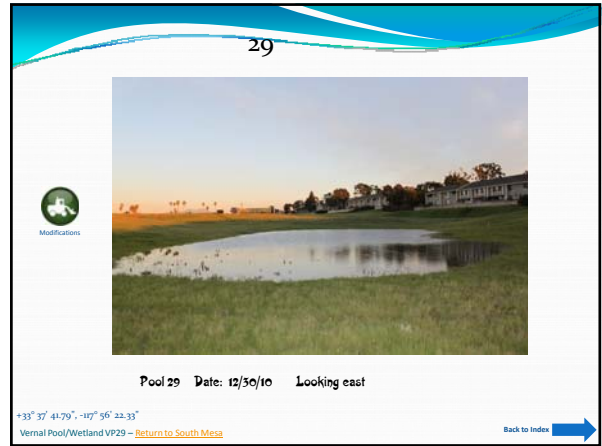 29
Modifications
Pool 29 Date: 12/30/10 Looking east
+33° 37′ 41.79”, -117° 56′ 22.33”
Vernal Pool/Wetland VP29 – Return to South Mesa
Back to Index